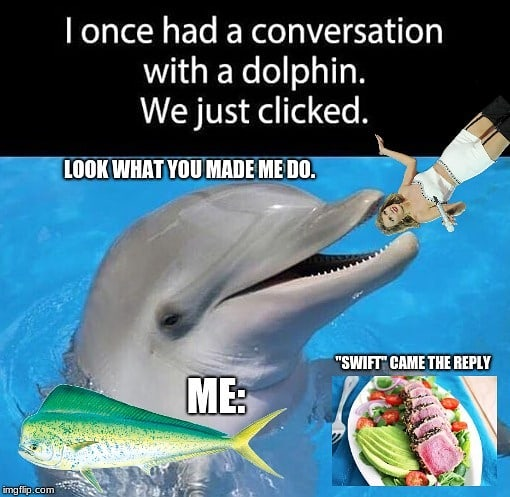 I once had a conversation
with a dolphin.
We just clicked.
LOOK WHAT YOU MADE ME DO.
"SWIFT" CAME THE REPLY
ME:
imgflip.com